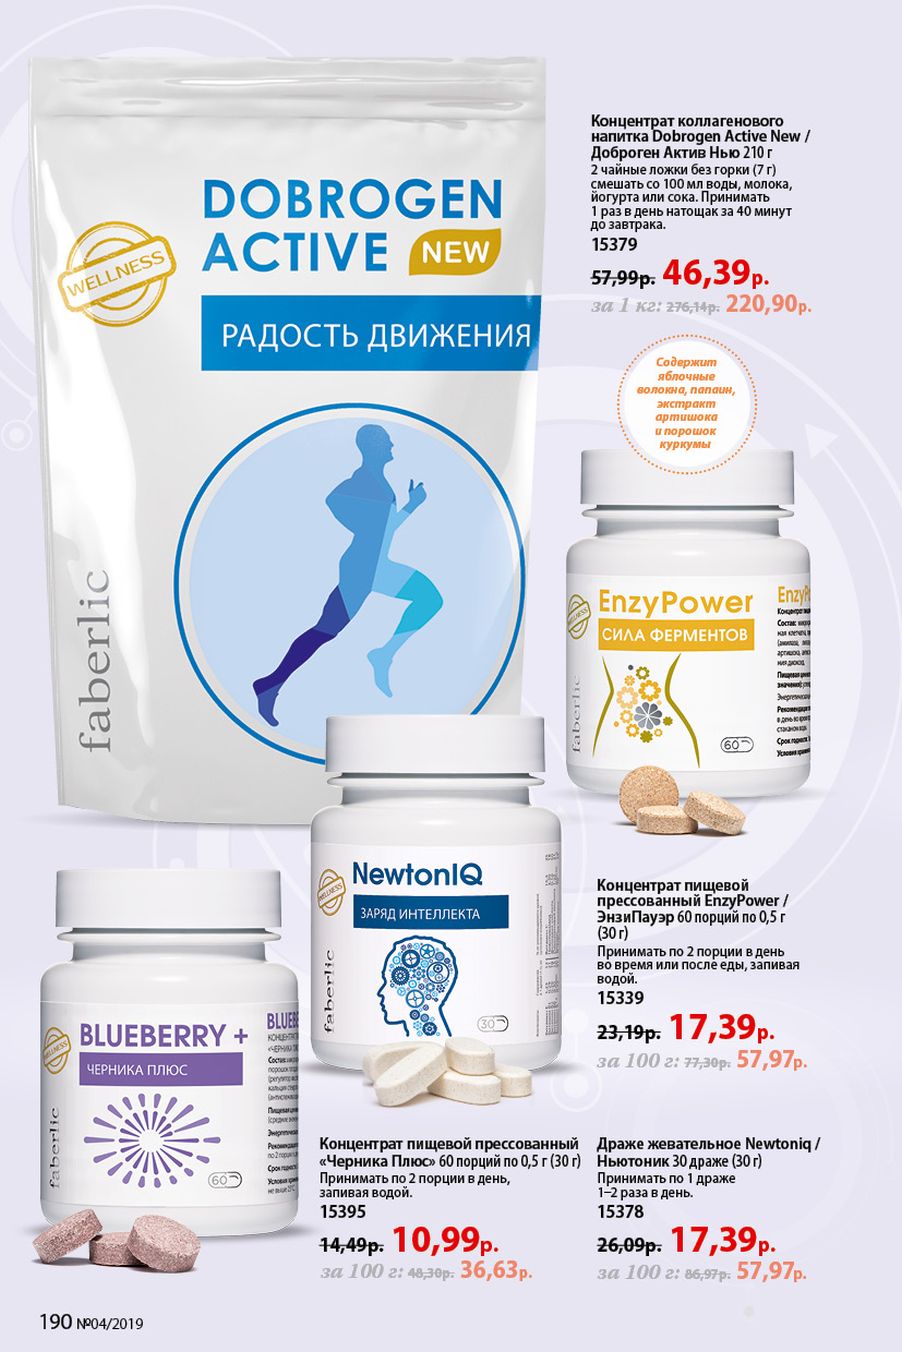 DOBROGEN
ACTIVE NEW
WELLNESS
РАДОСТЬ ДВИЖЕНИЯ
faberlic
Концентрат коллагенового
напитка Dobrogen Active New /
Доброген Актив Нью 210 г
2 чайные ложки без горки (7 г)
смешать со 100 мл воды, молока,
йогурта или сока. Принимать
1 раз в день натощак за 40 минут
до завтрака.
15379
57,99р. 46,39р.
за 1 кг: 276,14р. 220,90р.
Содержит
яблочные
волокна, папаин,
экстракт
артишока
и порошок
куркумы
EnzyPower
СИЛА ФЕРМЕНТОВ
WELLNESS
faberlic
60
Концентрат пищевой
прессованный EnzyPower /
ЭнзиПауэр 60 порций по 0,5 г
(30 г)
Принимать по 2 порции в день
во время или после еды, запивая
водой.
15339
23,19р. 17,39р.
за 100 г: 77,30р. 57,97р.
NewtonIQ
ЗАРЯД ИНТЕЛЛЕКТА
WELLNESS
faberlic
30
BLUEBERRY +
ЧЕРНИКА ПЛЮС
WELLNESS
faberlic
60
Концентрат пищевой прессованный
«Черника Плюс» 60 порций по 0,5 г (30 г)
Принимать по 2 порции в день,
запивая водой.
15395
14,49р. 10,99р.
за 100 г: 48,30р. 36,63р.
Драже жевательное Newtoniq /
Ньютоник 30 драже (30 г)
Принимать по 1 драже
1–2 раза в день.
15378
26,09р. 17,39р.
за 100 г: 86,97р. 57,97р.
190 №04/2019